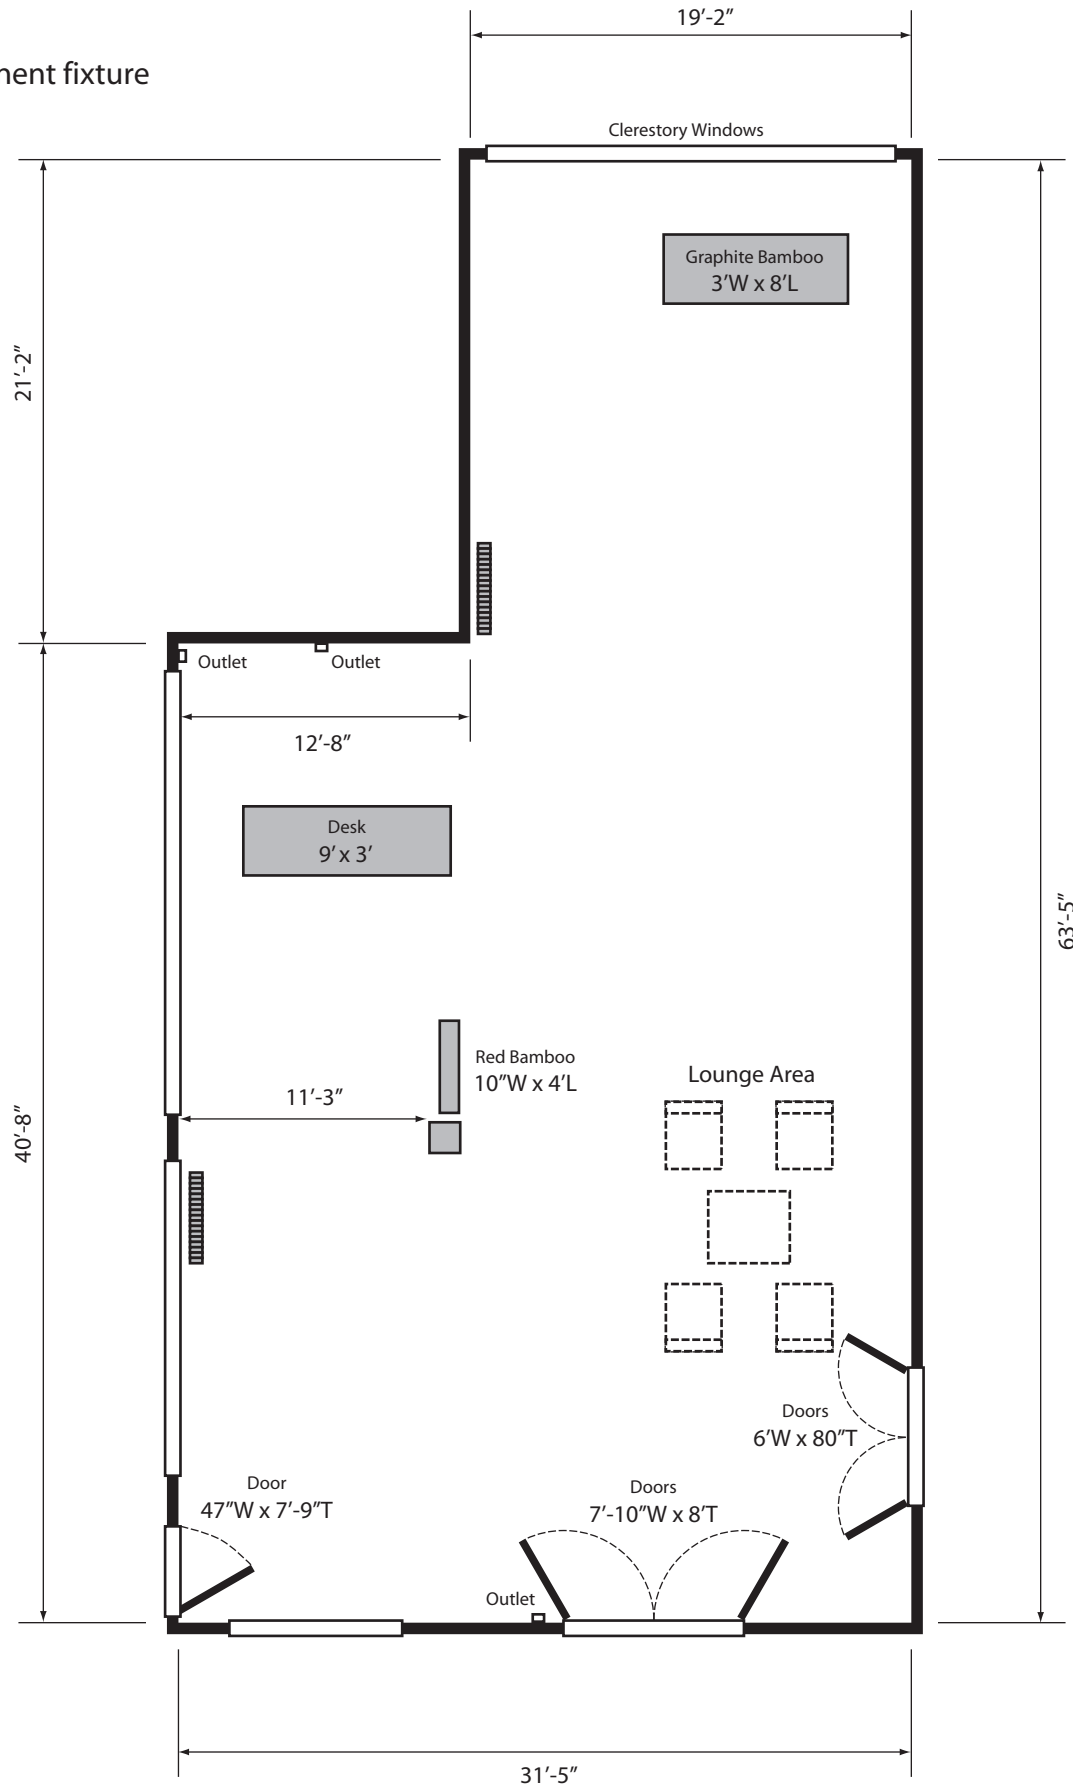 19'-2"
nent fixture
Clerestory Windows
Graphite Bamboo
3'W x 8'L
21'-2"
Outlet
Outlet
12'-8"
Desk
9' x 3'
63'-5"
Red Bamboo
10"W x 4'L
Lounge Area
11'-3"
40'-8"
Doors
6'W x 80"T
Door
47"W x 7'-9"T
Doors
7'-10"W x 8'T
Outlet
31'-5"